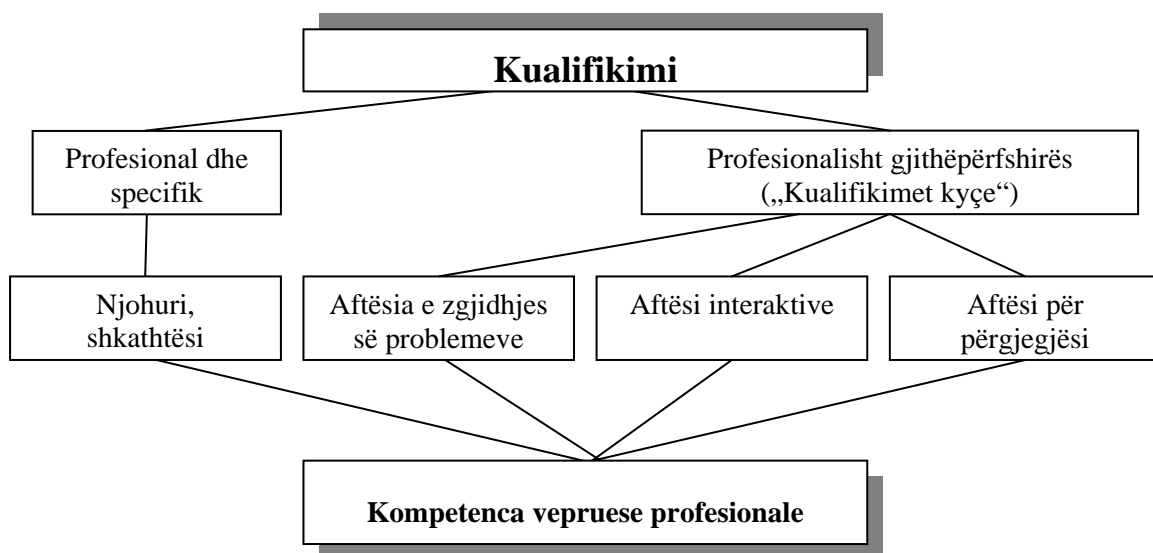 Kualifikimi
Profesional dhe
specifik
Profesionalisht gjithëpërfshirës
(„Kualifikimet kyçe“)
Njohuri,
shkathtësi
Aftësia e zgjidhjes
së problemeve
Aftësi interaktive
Aftësi për
përgjegjësi
Kompetenca vepruese profesionale